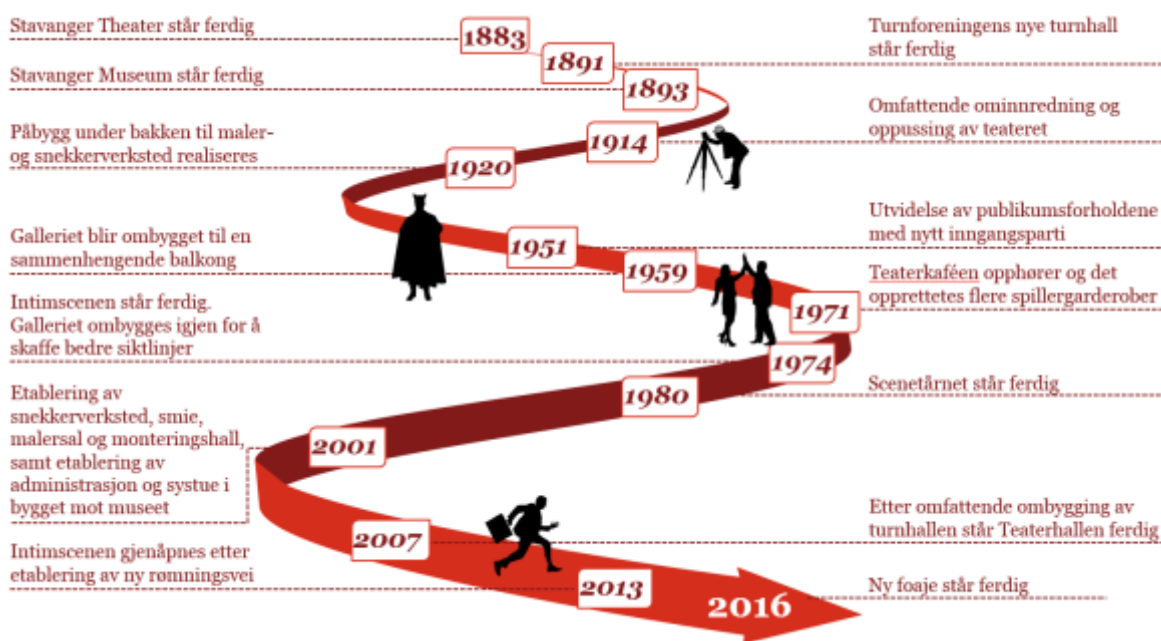 Stavanger Theater står ferdig
1883
Turnforeningens nye turnhall
står ferdig
1891
Stavanger Museum står ferdig
1893
Omfattende ominnredning og
oppussing av teateret
1914
Påbygg under bakken til maler-
og snekkerverksted realiseres
1920
Utvidelse av publikumsforholdene
med nytt inngangsparti
1951
Galleriet blir ombygget til en
sammenhengende balkong
1959
Teaterkaféen opphører og det
opprettetes flere spillergarderober
1971
Intimscenen står ferdig.
Galleriet ombygges igjen for å
skaffe bedre siktlinjer
1974
Scenetårnet står ferdig
1980
Etablering av
snekkerverksted, smie,
malersal og monteringshall,
samt etablering av
administrasjon og systue i
bygget mot museet
2001
Etter omfattende ombygging av
turnhallen står Teaterhallen ferdig
2007
Intimscenen gjenåpnes etter
etablering av ny rømningsvei
2013
Ny foaje står ferdig
2016